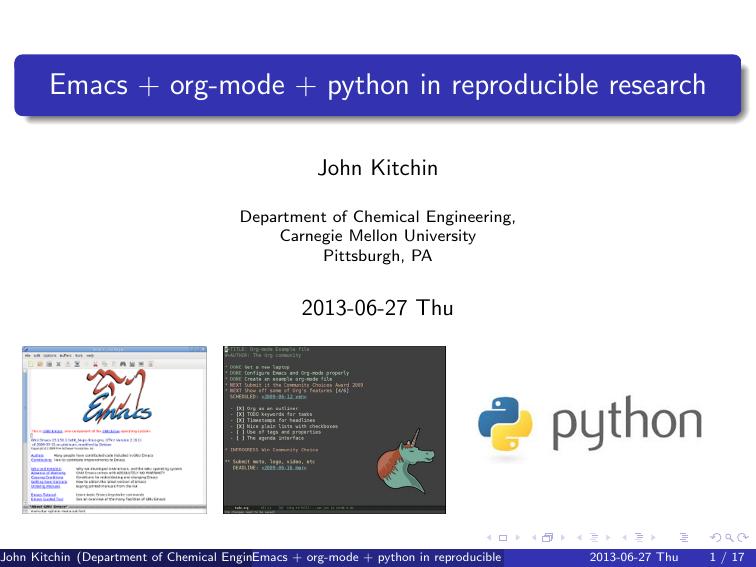 Emacs + org-mode + python in reproducible research
John Kitchin
Department of Chemical Engineering,
Carnegie Mellon University
Pittsburgh, PA
2013-06-27 Thu
Emacs
#+TITLE: Org-mode Example File
#+AUTHOR: The Org community
* DONE Get a new laptop
* DONE Configure Emacs and Org-mode properly
* DONE Create an example org-mode file
* NEXT Submit it the Community Choices Award 2009
* NEXT Show off some of Org's features [4/6]
SCHEDULED: <2009-06-12 
- [X] Org as an outliner
- [X] TODO keywords for tasks
- [X] Timestamps for headlines
- [X] Nice plain lists with checkboxes
- [ ] Use of tags and properties
- [ ] The agenda interface
* INPROGRESS Win Community Choice
** Submit moto, logo, video, etc
DEADLINE: <2009-06-16 
python
John Kitchin (Department of Chemical EnginEmacs + org-mode + python in reproducible
2013-06-27 Thu
1 / 17